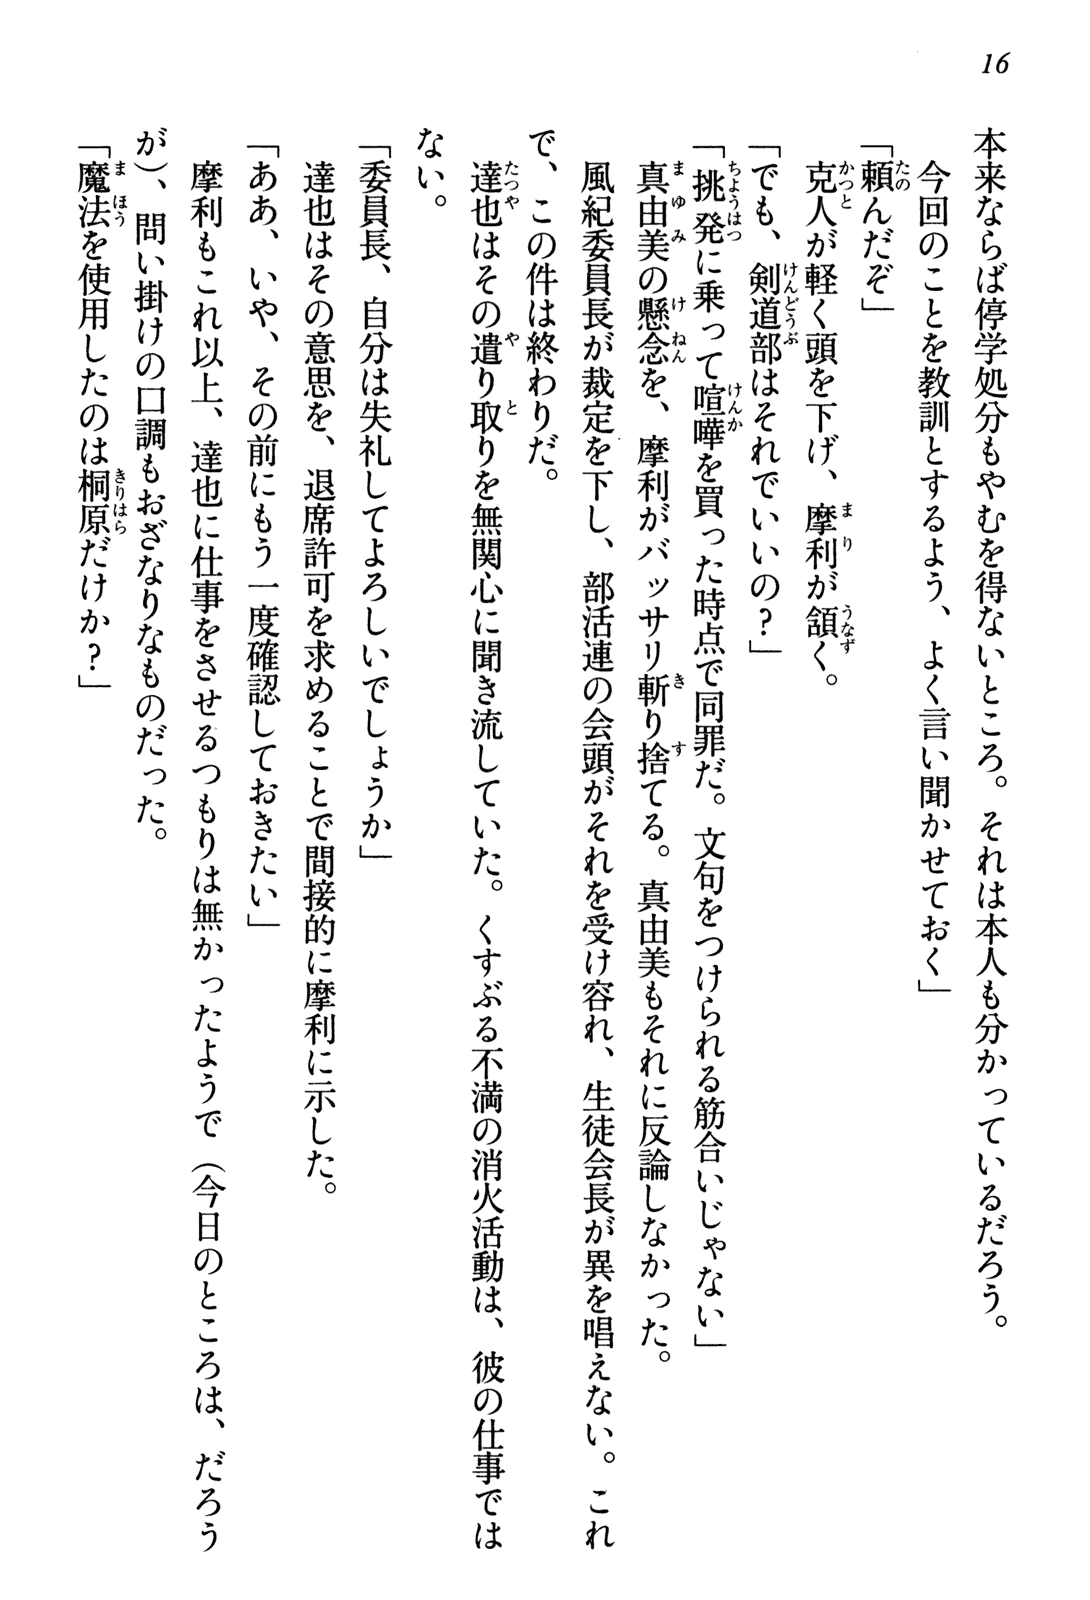 16
本来ならば停学処分もやむを得ないところ。それは本人も分かっているだろう。
今回のことを教訓とするよう、よく言い聞かせておく」
「頼んだぞ」
克人が軽く頭を下げ、摩利が頷く。
「でも、剣道部はそれでいいの？」
「挑発に乗って喧嘩を買った時点で同罪だ。文句をつけられる筋合いじゃない」
真由美の懸念を、摩利がバッサリ斬り捨てる。真由美もそれに反論しなかった。
風紀委員長が裁定を下し、部活連の会頭がそれを受け容れ、生徒会長が異を唱えない。これ
で、この件は終わりだ。
達也はその遣り取りを無関心に聞き流していた。くすぶる不満の消火活動は、彼の仕事では
ない。
「委員長、自分は失礼してよろしいでしょうか」
達也はその意思を、退席許可を求めることで間接的に摩利に示した。
「ああ、いや、その前にもう一度確認しておきたい」
摩利もこれ以上、達也に仕事をさせるつもりは無かったようで（今日のところは、だろう
が）、問い掛けの口調もおざなりなものだった。
「魔法を使用したのは桐原だけか？」